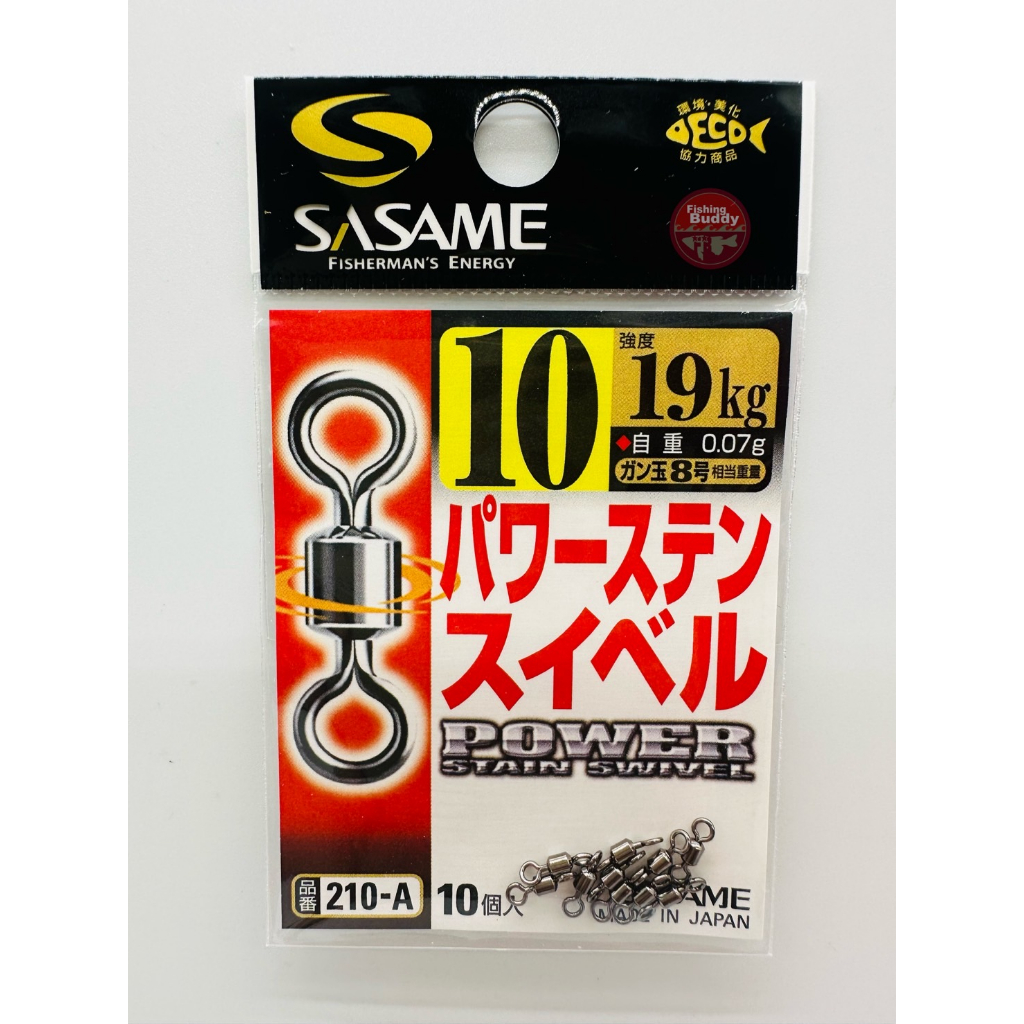 環境・美化
ECO
協力商品
SASAME
FISHERMAN'S ENERGY
Fishing
Buddy
10
強度
19kg
◆自重 0.07g
ガン玉8号相当重量
パワーステン
スイベル
POWER
STAIN SWIVEL
品番 210-A
10個入
AME
IN JAPAN